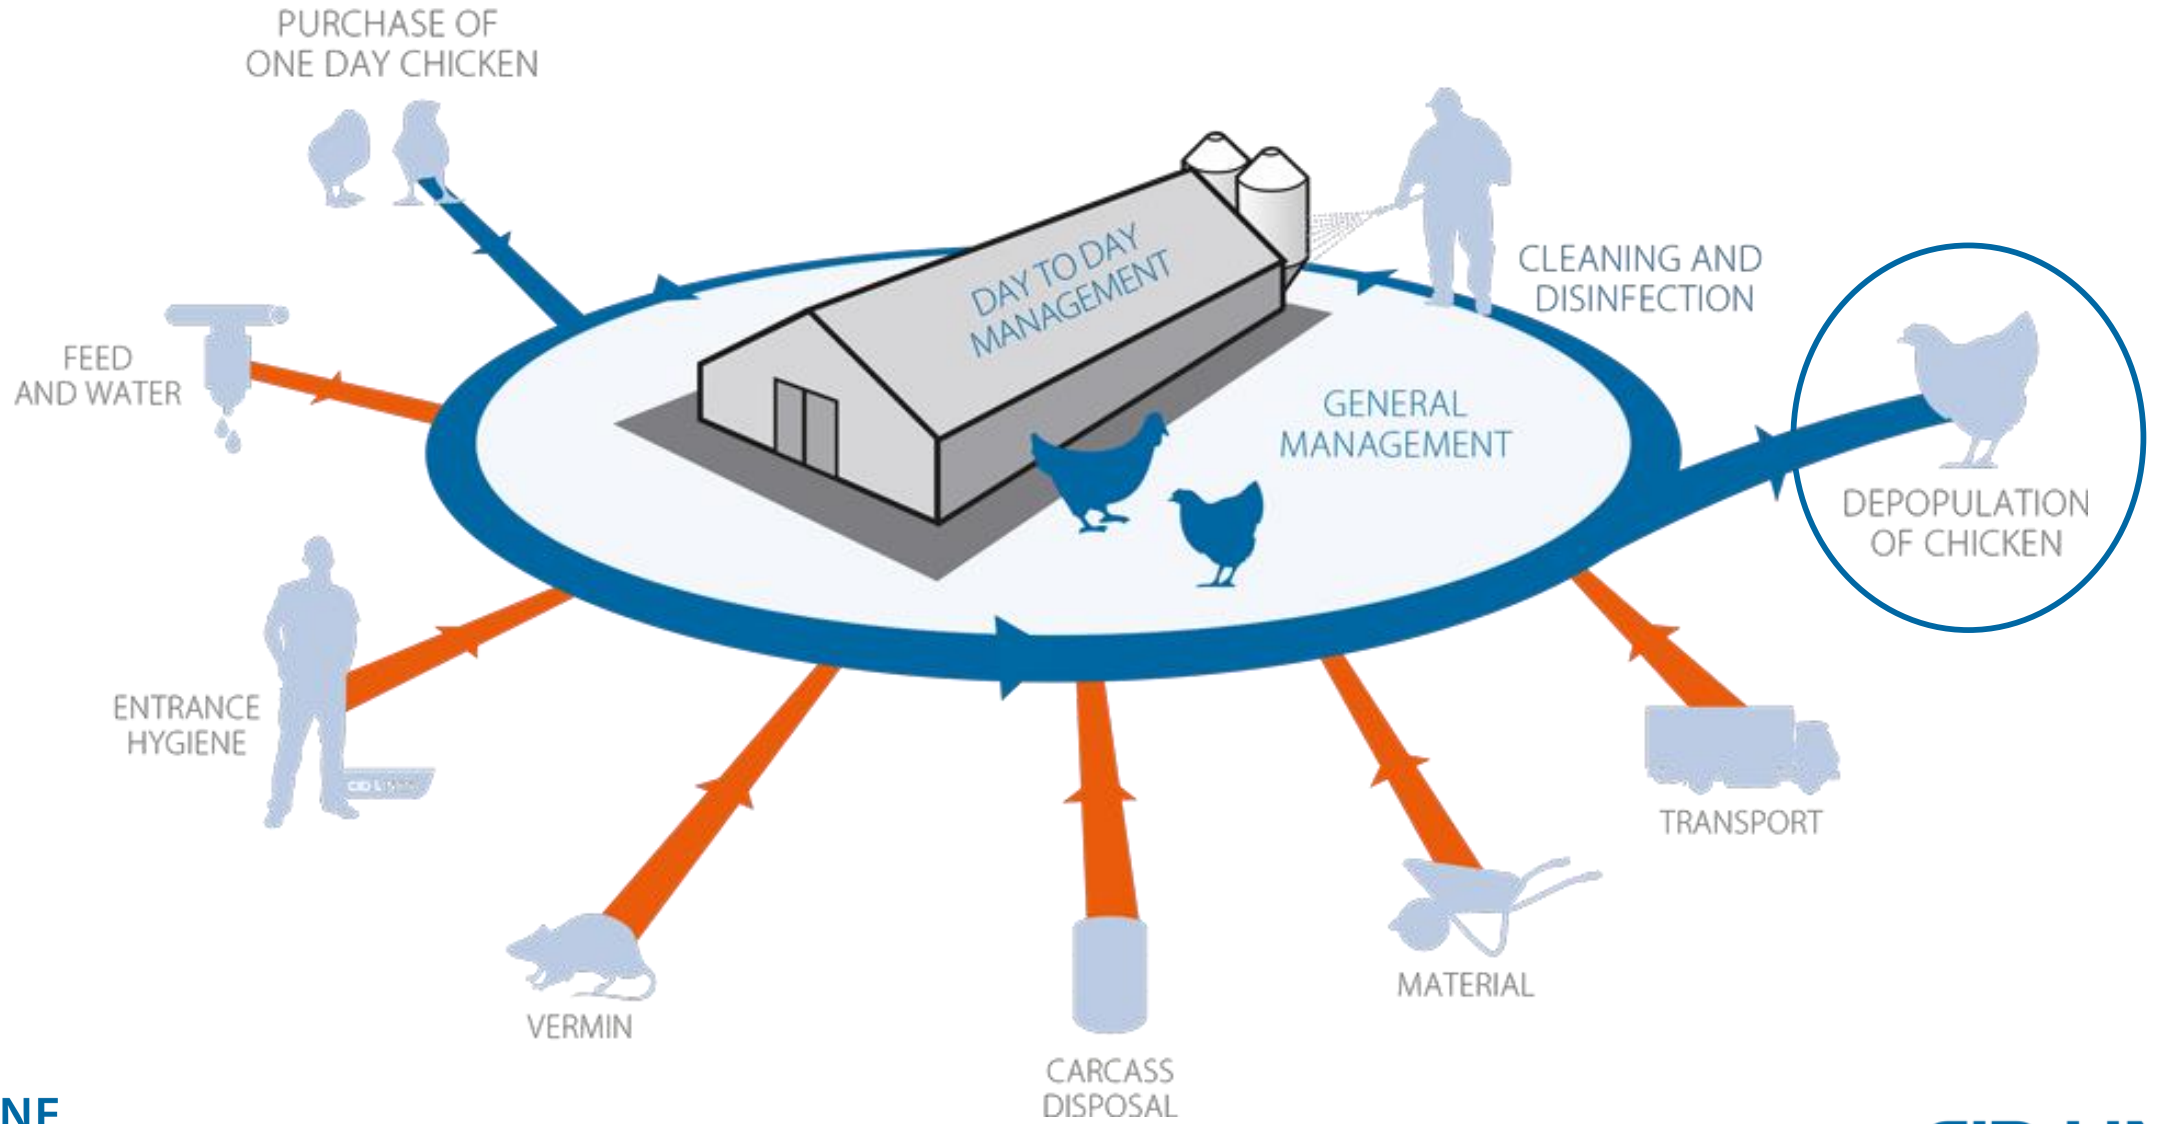 PURCHASE OF
ONE DAY CHICKEN
DAY TO DAY
MANAGEMENT
CLEANING AND
DISINFECTION
FEED
AND WATER
GENERAL
MANAGEMENT
DEPOPULATION
OF CHICKEN
ENTRANCE
HYGIENE
TRANSPORT
MATERIAL
VERMIN
CARCASS
DISPOSAL